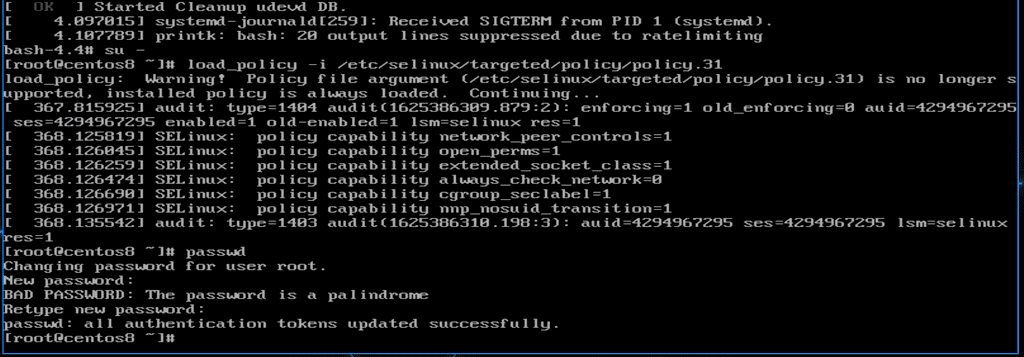 [  OK  ] Started Cleanup udevd DB.
[    4.097015] systemd-journald[259]: Received SIGTERM from PID 1 (systemd).
[    4.107789] printk: bash: 20 output lines suppressed due to ratelimiting
bash-4.4# su -
[root@centos8 ~]# load_policy -i /etc/selinux/targeted/policy/policy.31
load_policy:  Warning!  Policy file argument (/etc/selinux/targeted/policy/policy.31) is no longer s
upported, installed policy is always loaded.  Continuing...
[  367.815925] audit: type=1404 audit(1625386309.879:2): enforcing=1 old_enforcing=0 auid=4294967295
 ses=4294967295 enabled=1 old-enabled=1 lsm=selinux res=1
[  368.125819] SELinux:  policy capability network_peer_controls=1
[  368.126045] SELinux:  policy capability open_perms=1
[  368.126259] SELinux:  policy capability extended_socket_class=1
[  368.126474] SELinux:  policy capability always_check_network=0
[  368.126690] SELinux:  policy capability cgroup_seclabel=1
[  368.126971] SELinux:  policy capability nnp_nosuid_transition=1
[  368.135542] audit: type=1403 audit(1625386310.198:3): auid=4294967295 ses=4294967295 lsm=selinux
res=1
[root@centos8 ~]# passwd
Changing password for user root.
New password:
BAD PASSWORD: The password is a palindrome
Retype new password:
passwd: all authentication tokens updated successfully.
[root@centos8 ~]#